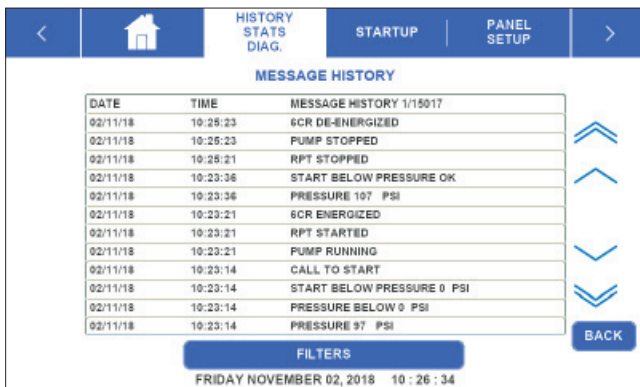 HISTORY
STATS
DIAG.
STARTUP
PANEL
SETUP
MESSAGE HISTORY
DATE TIME MESSAGE HISTORY 1/15017
02/11/18 10:25:23 6CR DE-ENERGIZED
02/11/18 10:25:23 PUMP STOPPED
02/11/18 10:25:21 RPT STOPPED
02/11/18 10:23:36 START BELOW PRESSURE OK
02/11/18 10:23:36 PRESSURE 107 PSI
02/11/18 10:23:21 6CR ENERGIZED
02/11/18 10:23:21 RPT STARTED
02/11/18 10:23:21 PUMP RUNNING
02/11/18 10:23:14 CALL TO START
02/11/18 10:23:14 START BELOW PRESSURE 0 PSI
02/11/18 10:23:14 PRESSURE BELOW 0 PSI
02/11/18 10:23:14 PRESSURE 97 PSI
BACK
FILTERS
FRIDAY NOVEMBER 02, 2018 10 : 26 : 34